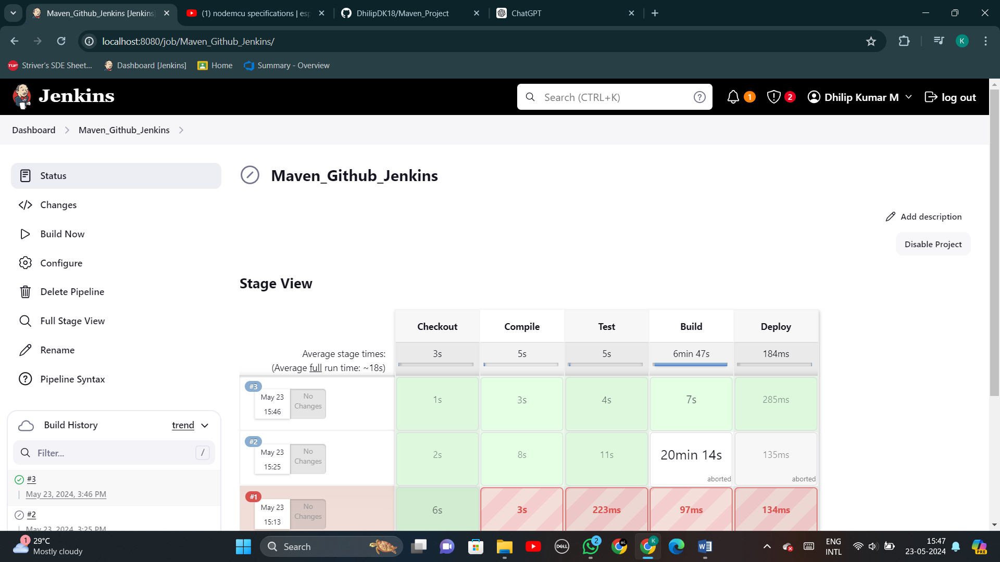 Maven_Github_Jenkins [Jenkins]
(1) nodemcu specifications | esp
DhilipDK18/Maven_Project
ChatGPT
localhost:8080/job/Maven_Github_Jenkins/
K
TUF Striver's SDE Sheet...
Dashboard [Jenkins]
Home
Summary - Overview
Jenkins
Search (CTRL+K)
?
1
2
Dhilip Kumar M
log out
Dashboard
Maven_Github_Jenkins
Status
Changes
Build Now
Configure
Delete Pipeline
Full Stage View
Rename
Pipeline Syntax
Build History
trend
Filter...
/
#3
May 23, 2024, 3:46 PM
#2
May 23, 2024, 3:25 PM
Maven_Github_Jenkins
Add description
Disable Project
Stage View
Checkout Compile Test Build Deploy
Average stage times:
(Average full run time: ~18s)
3s 5s 5s 6min 47s 184ms
#3
May 23
15:46
No
Changes
1s 3s 4s 7s 285ms
#2
May 23
15:25
No
Changes
2s 8s 11s 20min 14s 135ms
aborted aborted
#1
May 23
15:13
No
Changes
6s 3s 223ms 97ms 134ms
1
29°C
Mostly cloudy
Search
DELL
2
K
W
ENG
INTL
15:47
23-05-2024
PRE